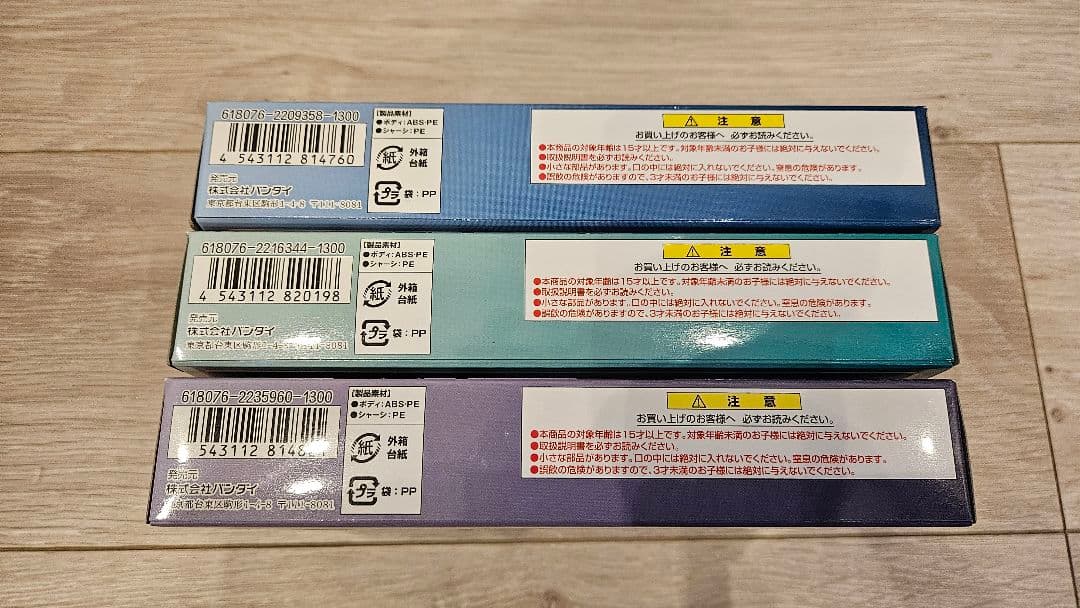 618076-2209358-1300
4 543112 814760
発売元
株式会社バンダイ
東京都台東区駒形1-4-8 〒111-8081
【製品素材】
●ボディ:ABS・PE
●シャーシ:PE
紙 外箱
台紙
プラ 袋:PP
注意
お買い上げのお客様へ 必ずお読みください。
●本商品の対象年齢は15才以上です。対象年齢未満のお子様には絶対に与えないでください。
●取扱説明書を必ずお読みください。
●小さな部品があります。口の中には絶対に入れないでください。窒息の危険があります。
●誤飲の危険がありますので、3才未満のお子様には絶対に与えないでください。
618076-2216344-1300
4 543112 820198
発売元
株式会社バンダイ
東京都台東区駒形1-4-8 8081
【製品素材】
●ボディ:ABS・PE
●シャーシ:PE
紙 外箱
台紙
プラ 袋:PP
注意
お買い上げのお客様へ 必ずお読みください。
●本商品の対象年齢は15才以上です。対象年齢未満のお子様には絶対に与えないでください。
●取扱説明書を必ずお読みください。
●小さな部品があります。口の中には絶対に入れないでください。窒息の危険があります。
●誤飲の危険がありますので、3才未満のお子様には絶対に与えないでください。
618076-2235960-1300
543112
発売元
株式会社バンダイ
東京都台東区駒形1-4-8 〒111-8081
【製品素材】
●ボディ:ABS・PE
●シャーシ:PE
紙 外箱
台紙
プラ 袋:PP
注意
お買い上げのお客様へ 必ずお読みください。
●本商品の対象年齢は15才以上です。対象年齢未満のお子様には絶対に与えないでください。
●取扱説明書を必ずお読みください。
●小さな部品があります。口の中には絶対に入れないでください。窒息の危険があります。
●誤飲の危険がありますので、3才未満のお子様には絶対に与えないでください。